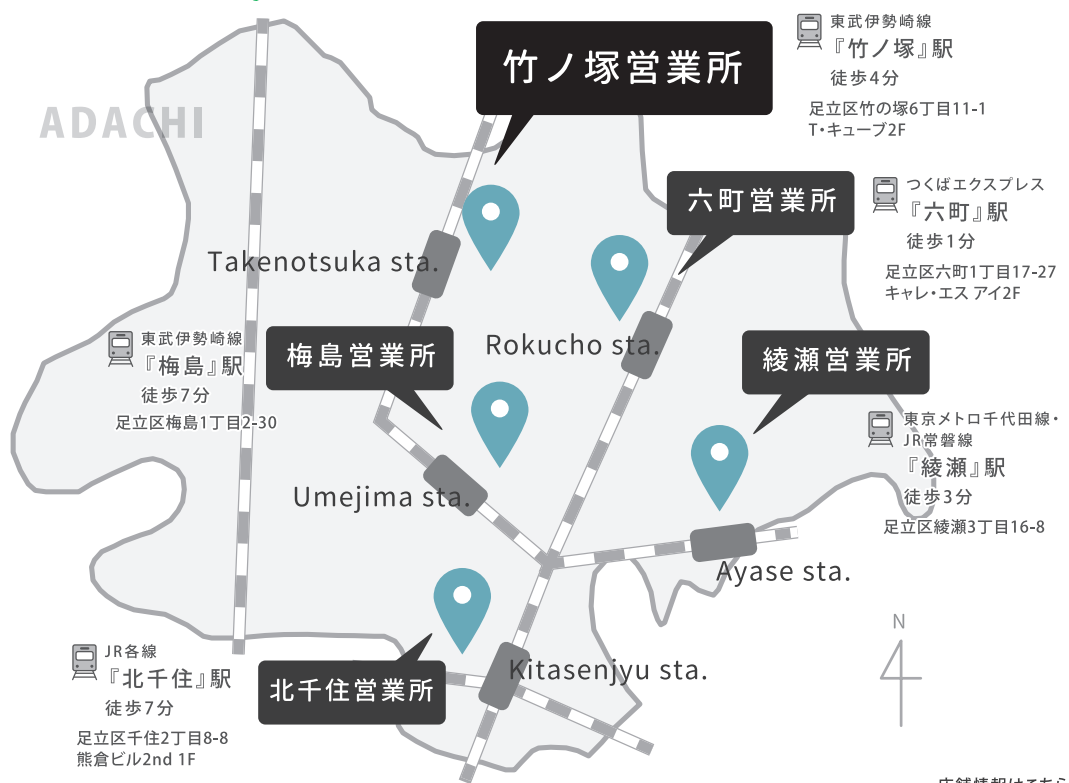 ADACHI
竹ノ塚営業所
東武伊勢崎線
『竹ノ塚』駅
徒歩4分
足立区竹の塚6丁目11-1
T・キューブ2F
六町営業所
つくばエクスプレス
『六町』駅
徒歩1分
足立区六町1丁目17-27
キャレ・エス アイ2F
Takenotsuka sta.
東武伊勢崎線
『梅島』駅
徒歩7分
足立区梅島1丁目2-30
梅島営業所
Rokucho sta.
綾瀬営業所
東京メトロ千代田線・
JR常磐線
『綾瀬』駅
徒歩3分
足立区綾瀬3丁目16-8
Umejima sta.
Ayase sta.
N
JR各線
『北千住』駅
徒歩7分
足立区千住2丁目8-8
熊倉ビル2nd 1F
北千住営業所
Kitasenjyu sta.